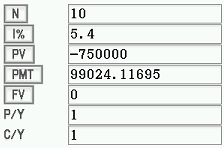 N 10
I% 5.4
PV -750000
PMT 99024.11695
FV 0
P/Y 1
C/Y 1